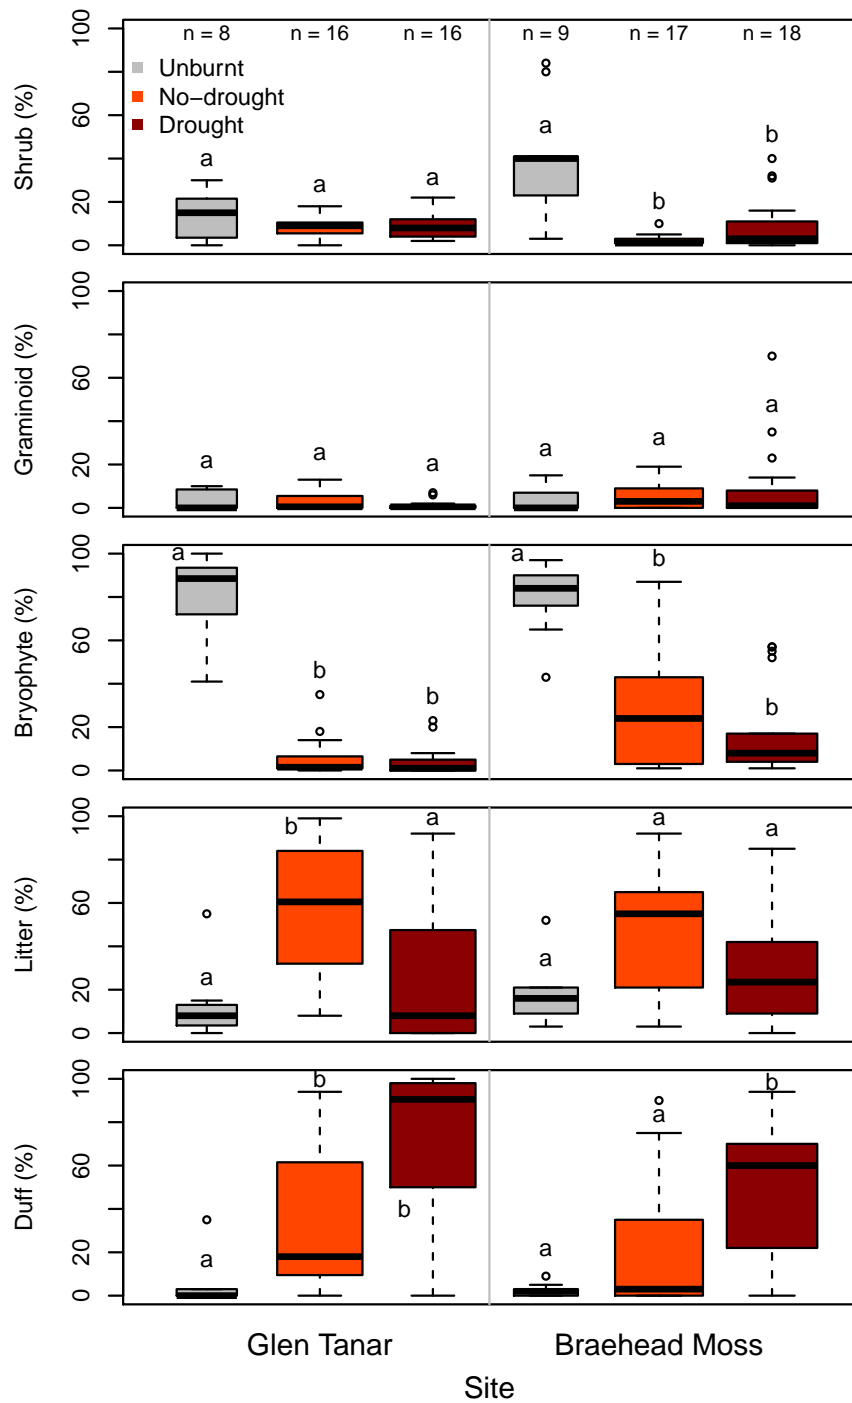 n = 8 n = 16 n = 16 n = 9 n = 17 n = 18
Unburnt
No−drought
Drought
Shrub (%)
0 20 60 100
a a a a b b
Graminoid (%)
0 20 60 100
a a a a a a
Bryophyte (%)
0 20 60 100
a b b a b b
Litter (%)
0 20 60 100
a b a a a a
Duff (%)
0 20 60 100
a b b a a b
Glen Tanar Braehead Moss
Site